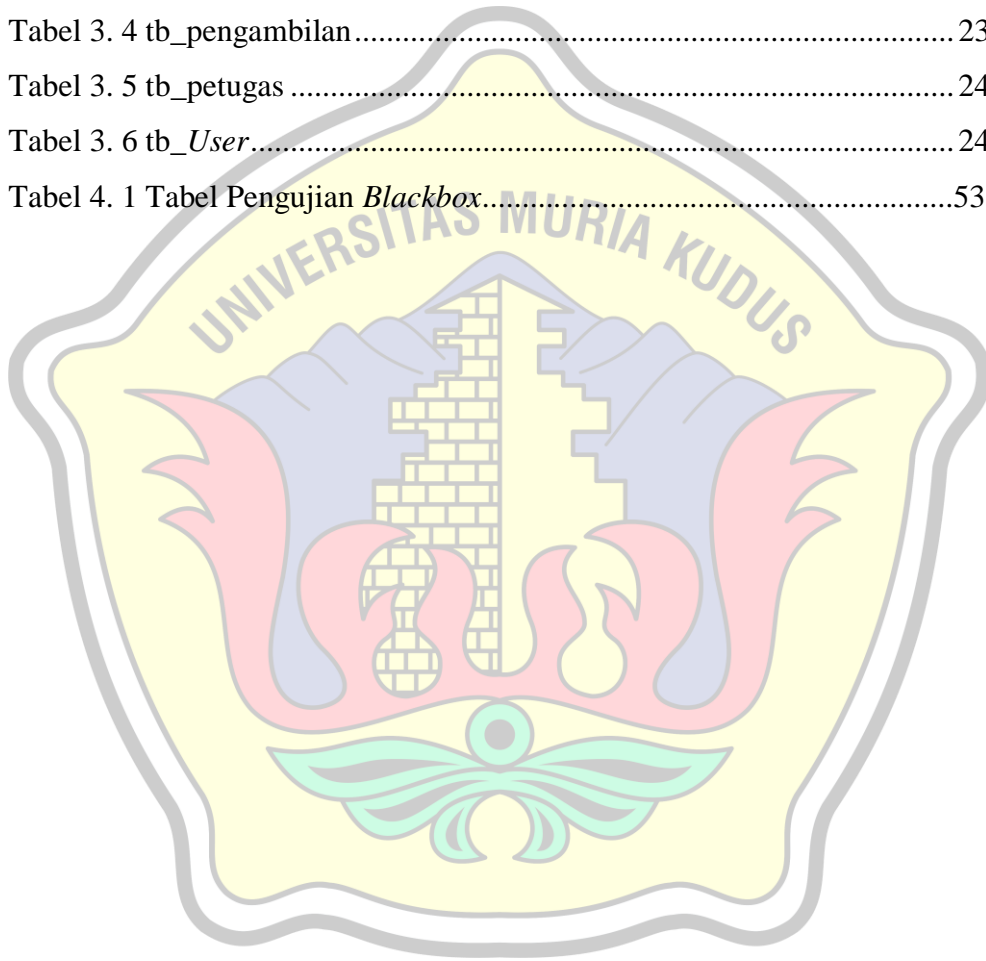 Tabel 3. 4 tb_pengambilan........................................................................... 23
Tabel 3. 5 tb_petugas ................................................................................... 24
Tabel 3. 6 tb_User........................................................................................ 24
Tabel 4. 1 Tabel Pengujian Blackbox...........................................................53
UNIVERSITAS MURIA KUDUS